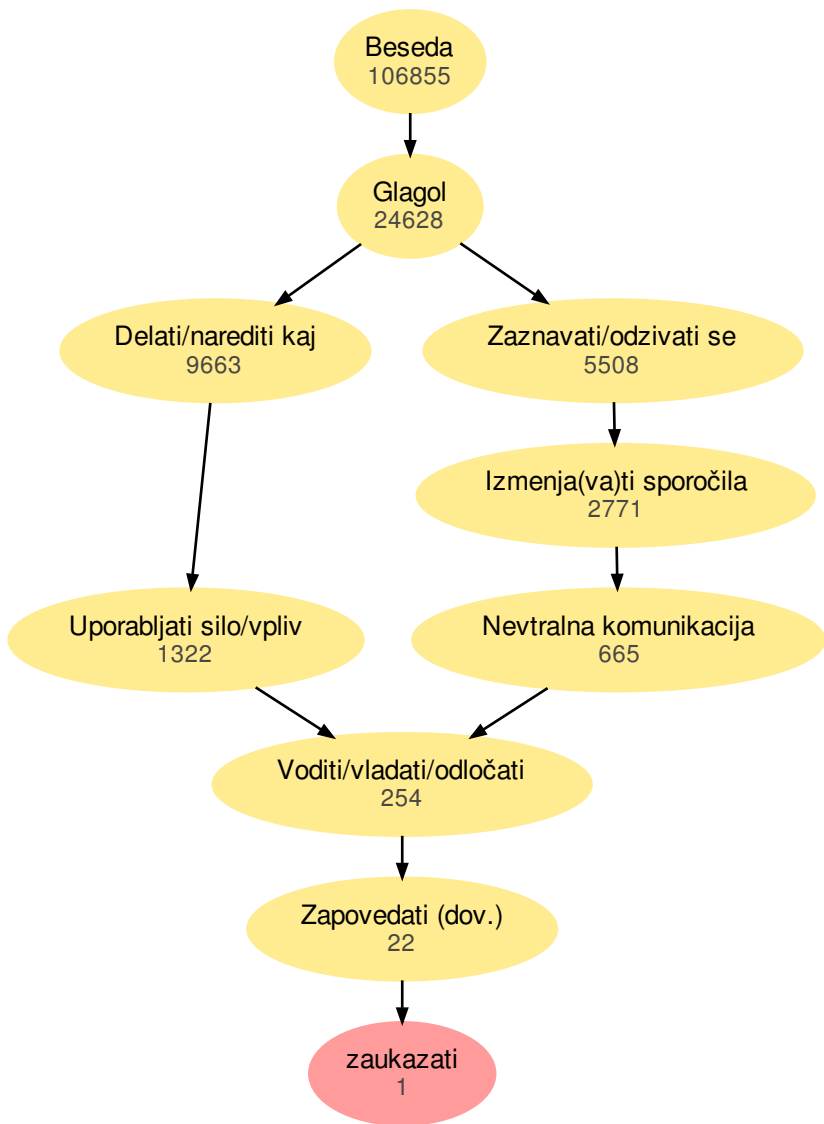 Beseda
106855
Glagol
24628
Delati/narediti kaj
9663
Zaznavati/odzivati se
5508
Izmenja(va)ti sporočila
2771
Uporabljati silo/vpliv
1322
Nevtralna komunikacija
665
Voditi/vladati/odločati
254
Zapovedati (dov.)
22
zaukazati
1